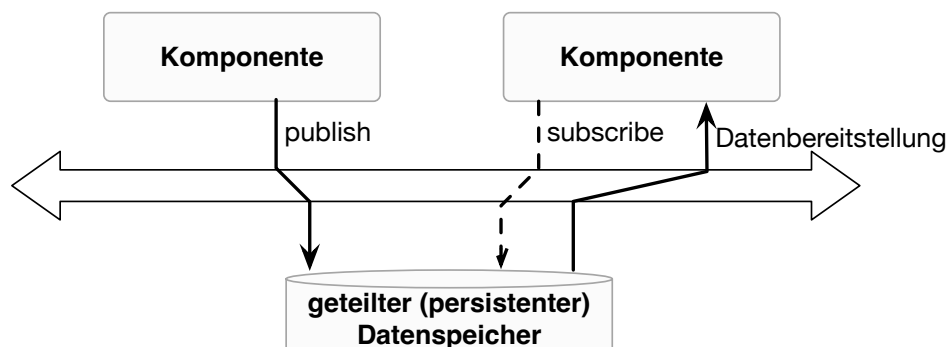 Komponente
Komponente
publish
subscribe
Datenbereitstellung
geteilter (persistenter)
Datenspeicher